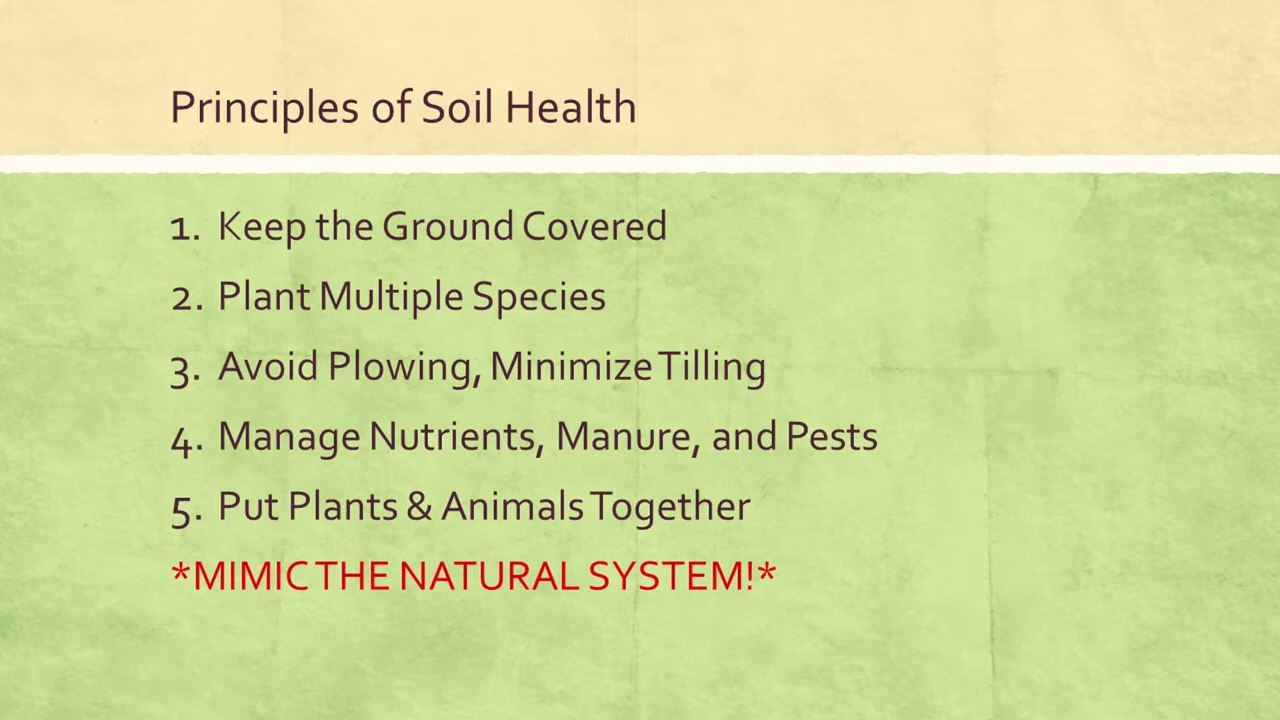 Principles of Soil Health
1. Keep the Ground Covered
2. Plant Multiple Species
3. Avoid Plowing, Minimize Tilling
4. Manage Nutrients, Manure, and Pests
5. Put Plants & Animals Together
*MIMIC THE NATURAL SYSTEM!*